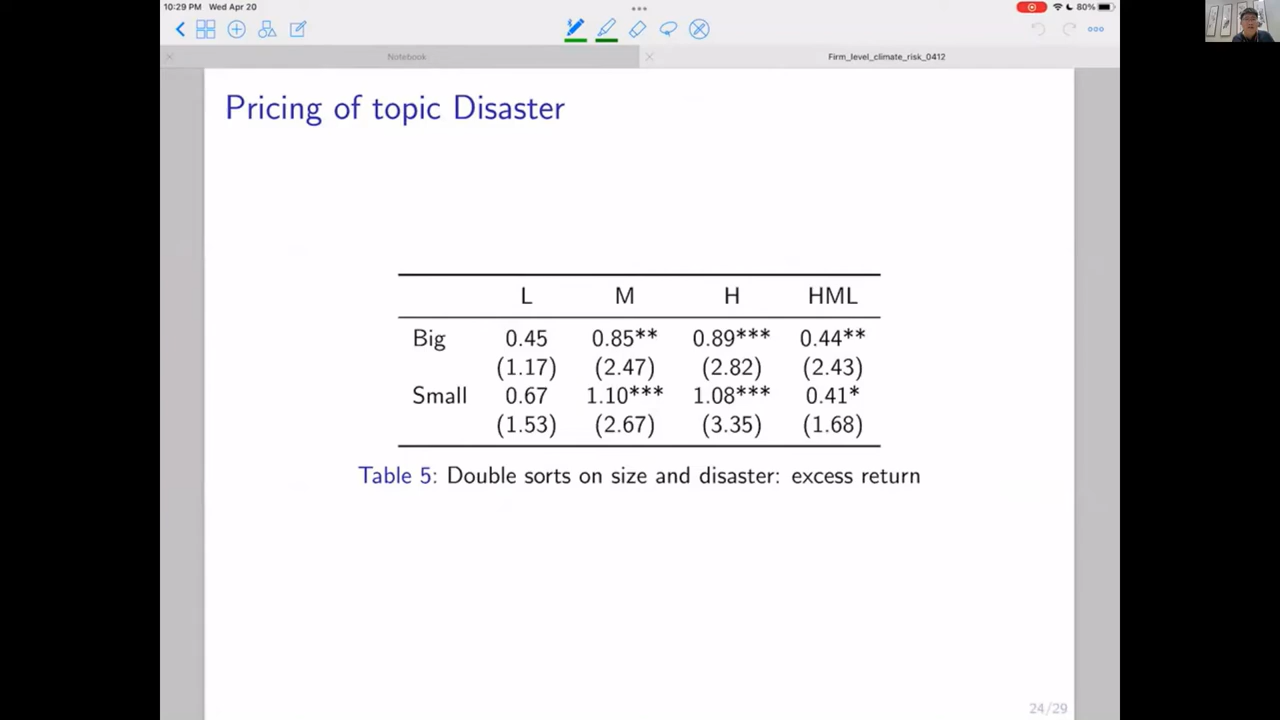 10:29 PM Wed Apr 20
80%
Notebook
Firm_level_climate_risk_0412
Pricing of topic Disaster
L M H HML
Big 0.45 0.85** 0.89*** 0.44**
(1.17) (2.47) (2.82) (2.43)
Small 0.67 1.10*** 1.08*** 0.41*
(1.53) (2.67) (3.35) (1.68)
Table 5: Double sorts on size and disaster: excess return
24/29